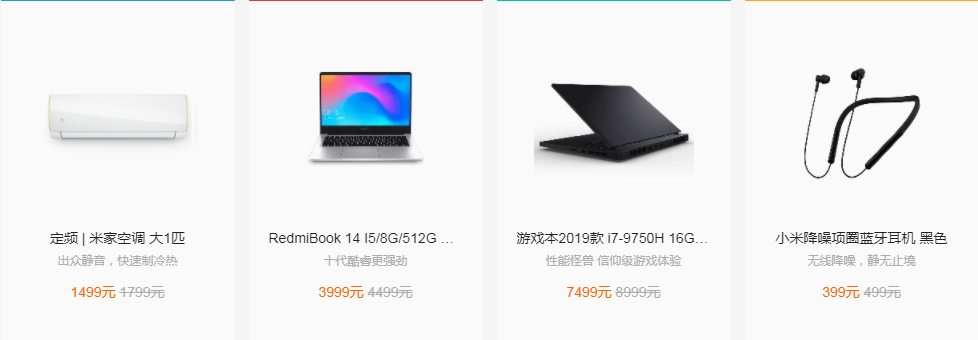 定频 | 米家空调 大1匹
出众静音，快速制冷热
1499元 1799元
RedmiBook 14 I5/8G/512G ...
十代酷睿更强劲
3999元 4499元
游戏本2019款 i7-9750H 16G...
性能怪兽 信仰级游戏体验
7499元 8999元
小米降噪项圈蓝牙耳机 黑色
无线降噪，静无止境
399元 499元